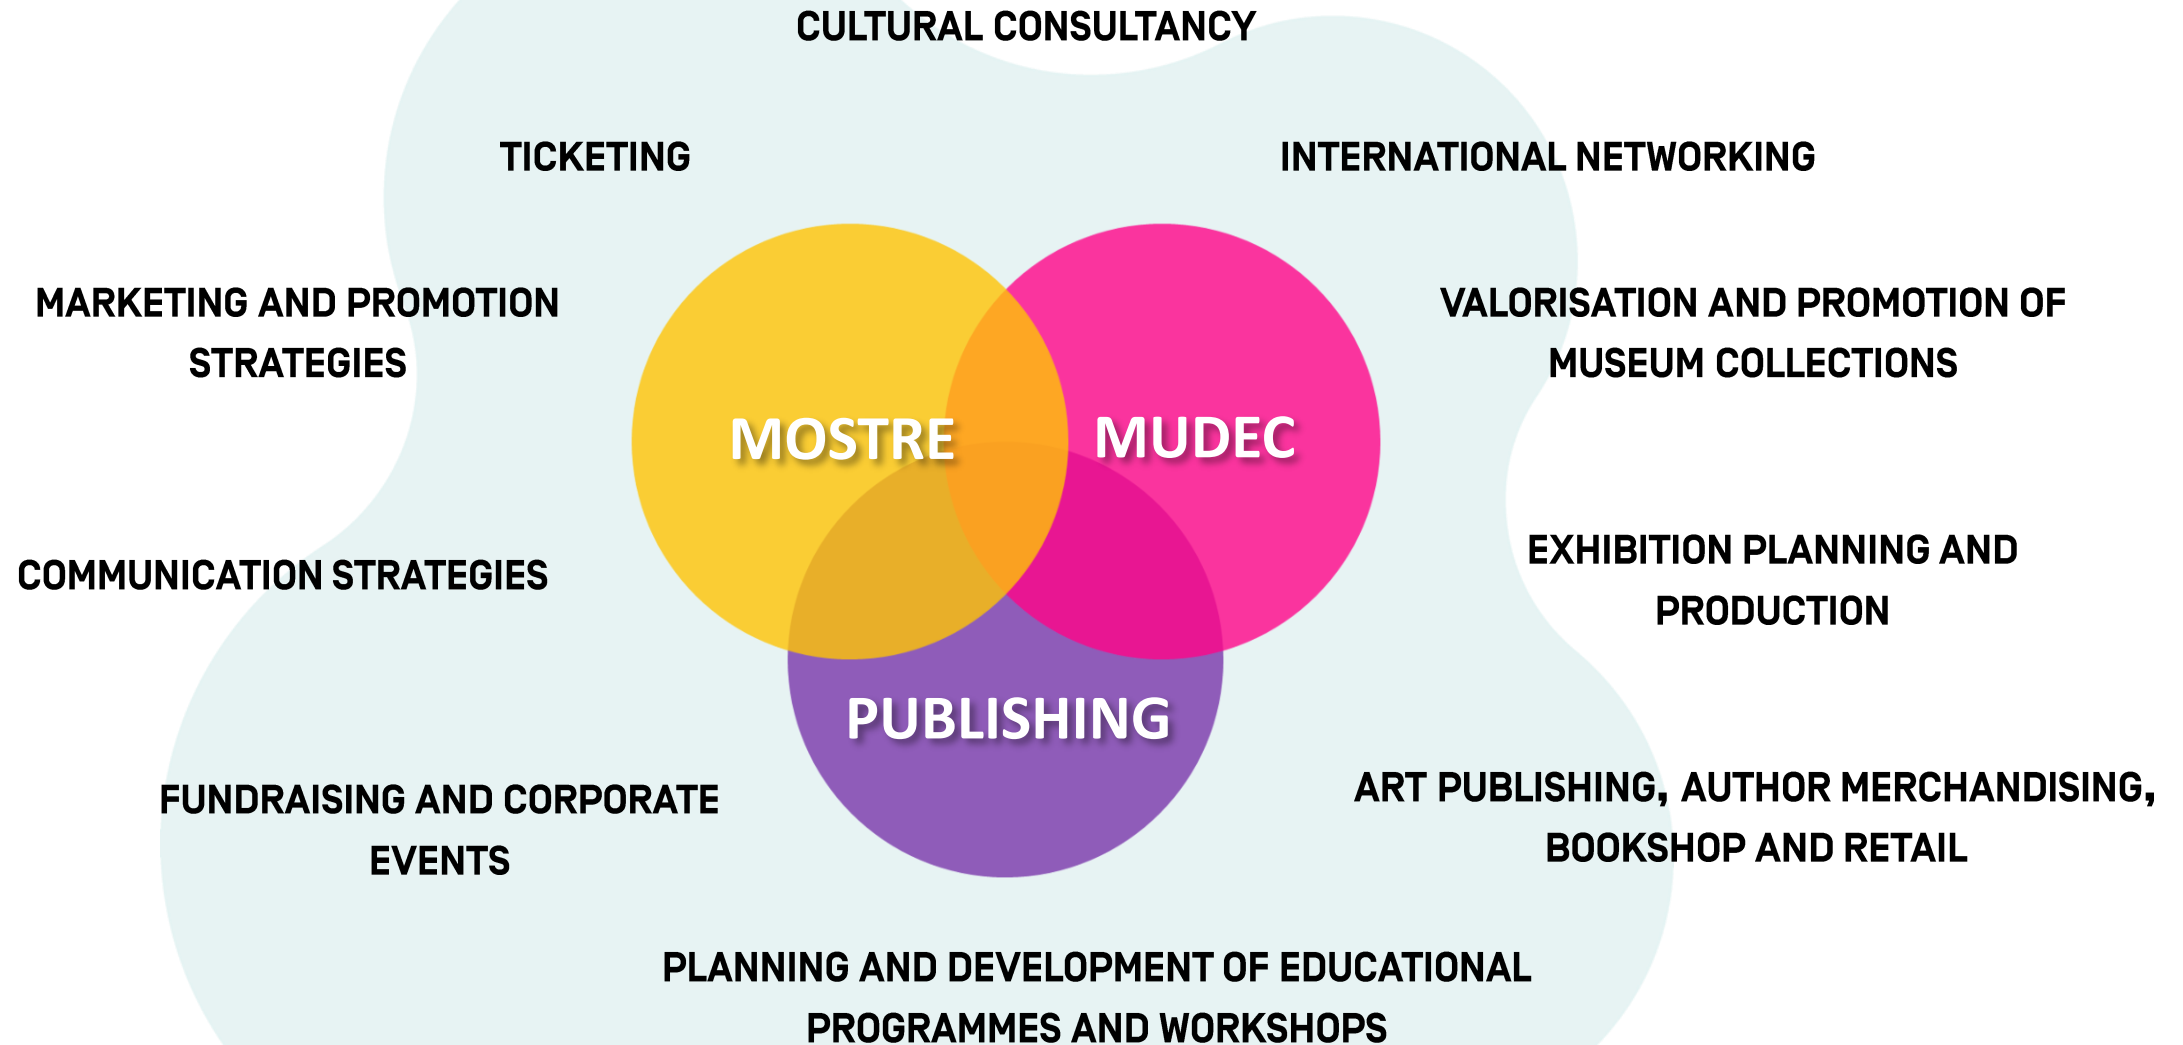 CULTURAL CONSULTANCY
TICKETING
INTERNATIONAL NETWORKING
MARKETING AND PROMOTION
STRATEGIES
VALORISATION AND PROMOTION OF
MUSEUM COLLECTIONS
MOSTRE
MUDEC
COMMUNICATION STRATEGIES
EXHIBITION PLANNING AND
PRODUCTION
PUBLISHING
FUNDRAISING AND CORPORATE
EVENTS
ART PUBLISHING, AUTHOR MERCHANDISING,
BOOKSHOP AND RETAIL
PLANNING AND DEVELOPMENT OF EDUCATIONAL
PROGRAMMES AND WORKSHOPS